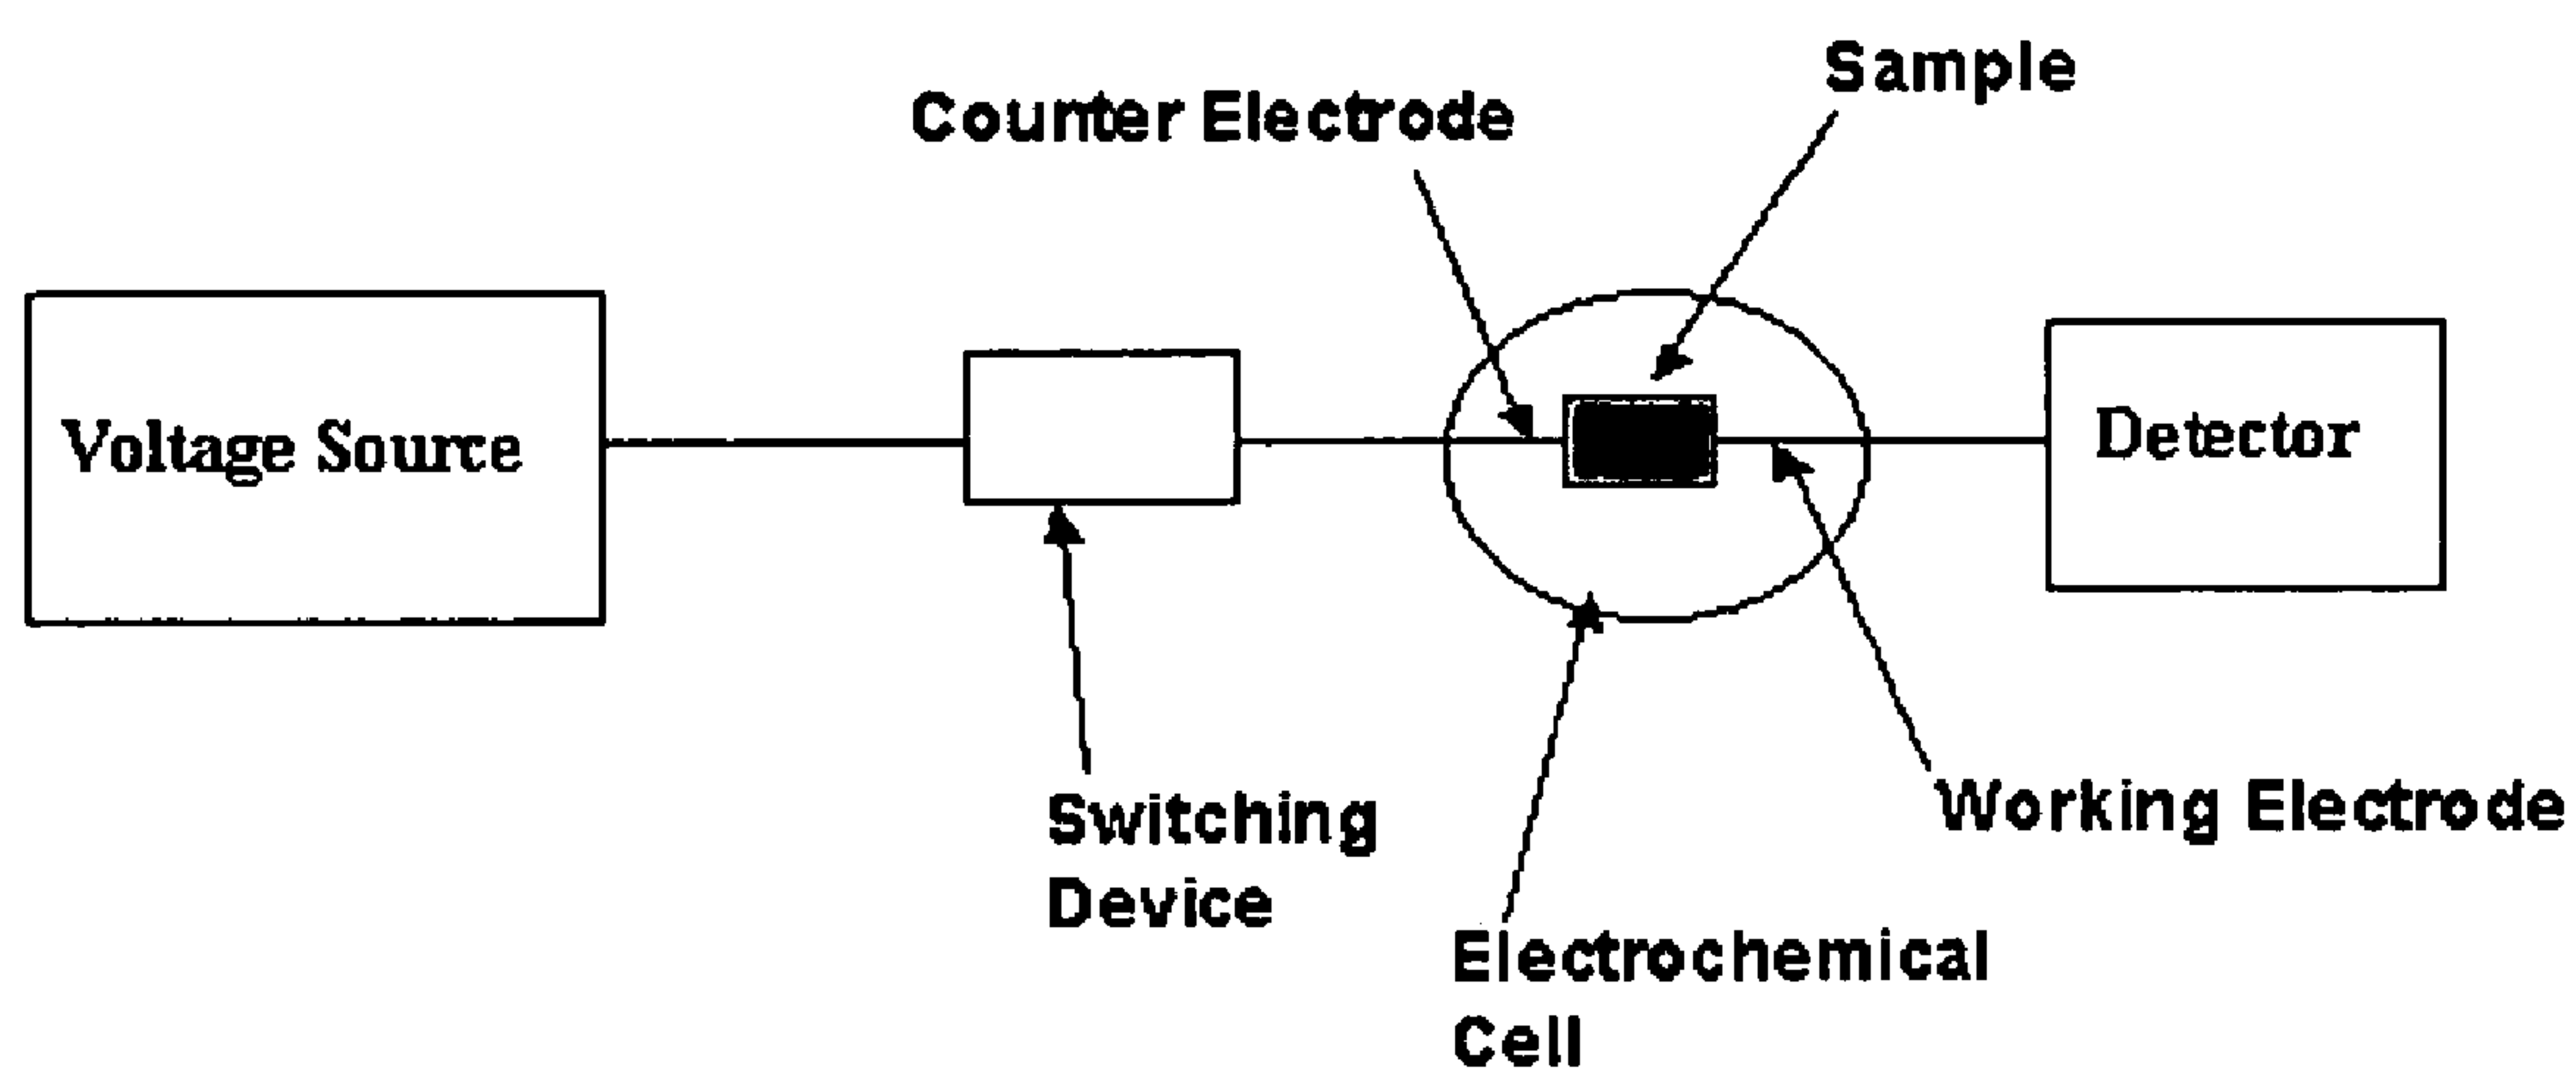 Sample
Counter Electrode
Voltage Source
Detector
Switching
Device
Working Electrode
Electrochemical
Cell